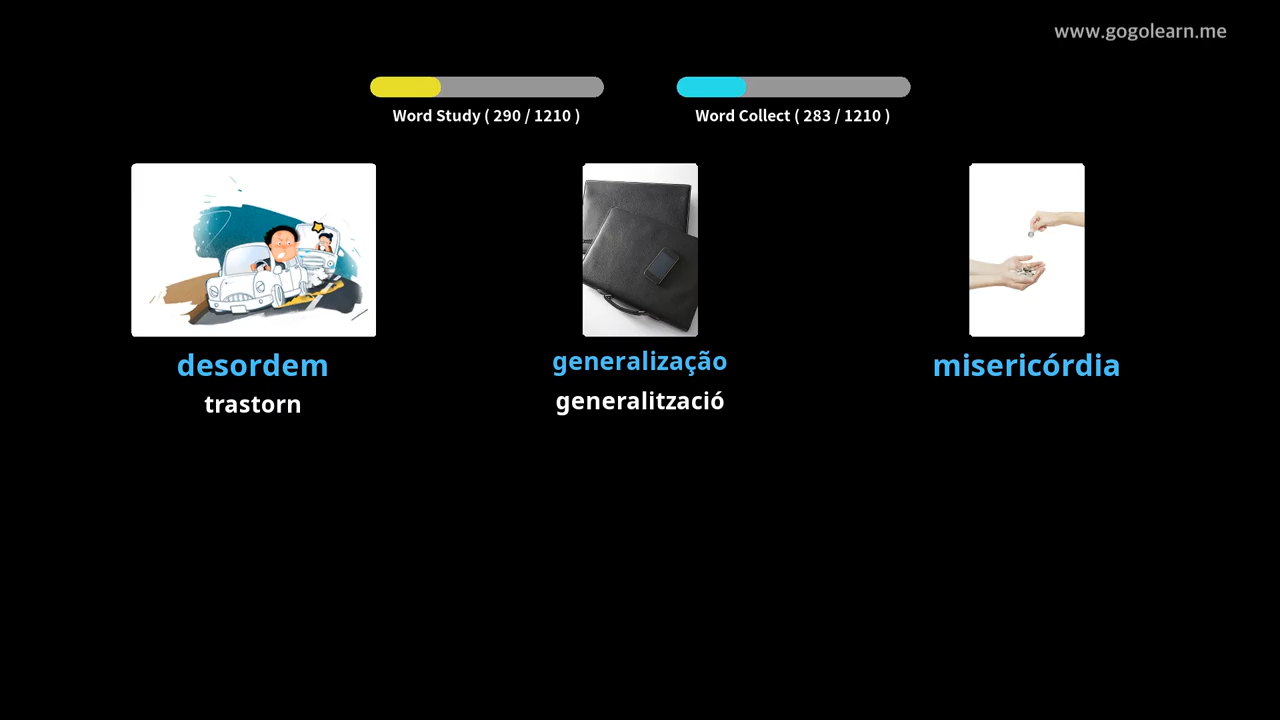 www.gogolearn.me
Word Study ( 290 / 1210 )
Word Collect ( 283 / 1210 )
desordem
trastorn
generalização
generalització
misericórdia